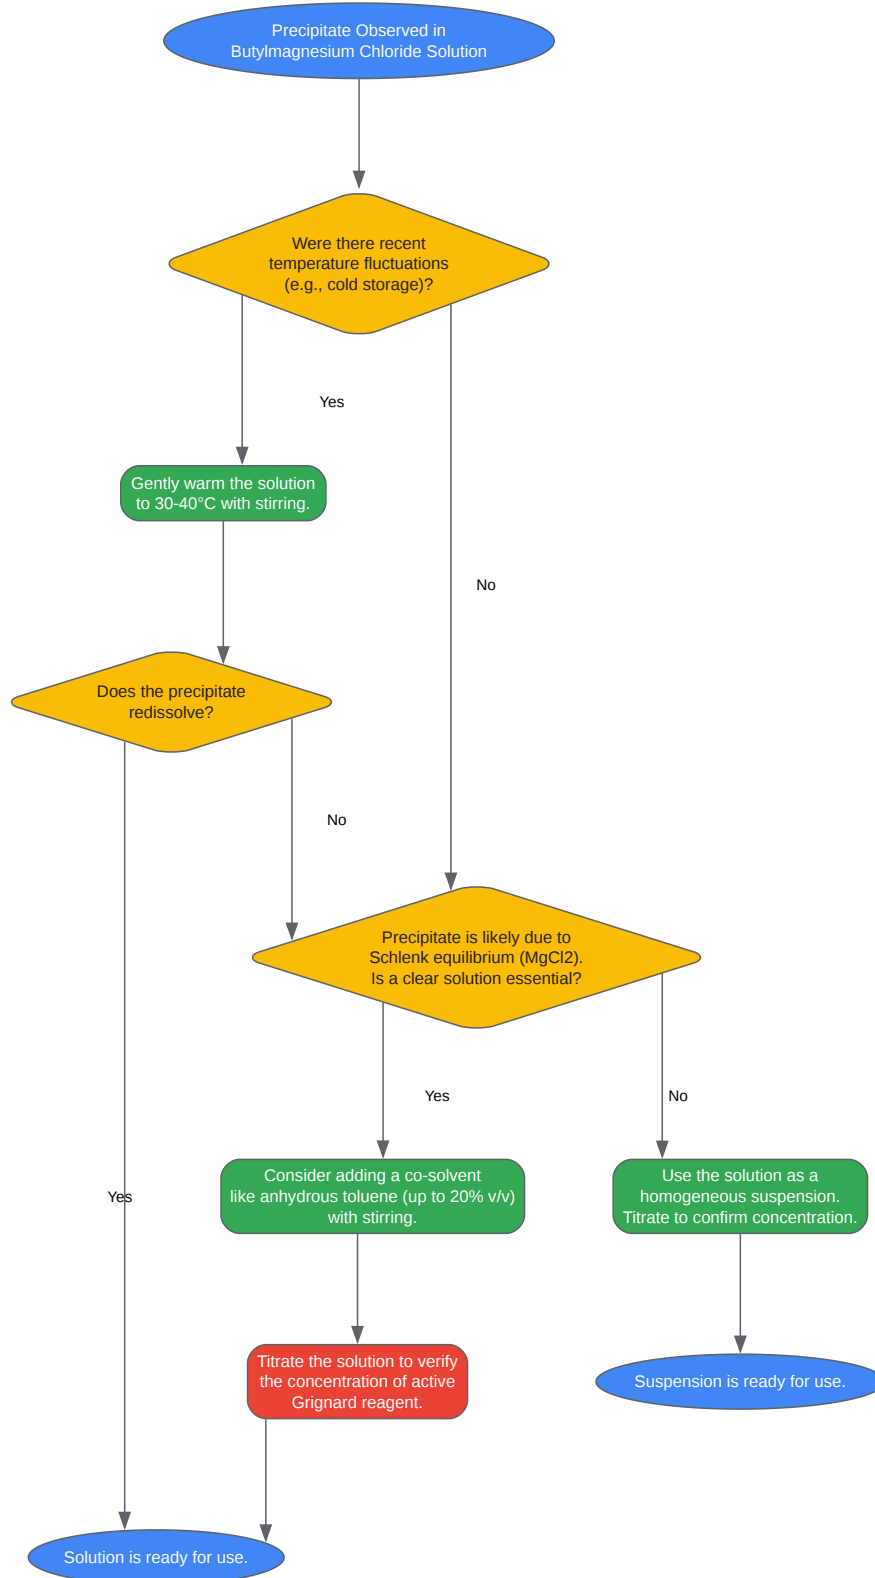 Precipitate Observed in
Butylmagnesium Chloride Solution
Were there recent
temperature fluctuations
(e.g., cold storage)?
Yes
Gently warm the solution
to 30-40°C with stirring.
No
Does the precipitate
redissolve?
No
Precipitate is likely due to
Schlenk equilibrium (MgCl2).
Is a clear solution essential?
Yes
No
Consider adding a co-solvent
like anhydrous toluene (up to 20% v/v)
with stirring.
Use the solution as a
homogeneous suspension.
Titrate to confirm concentration.
Yes
Titrate the solution to verify
the concentration of active
Grignard reagent.
Suspension is ready for use.
Solution is ready for use.